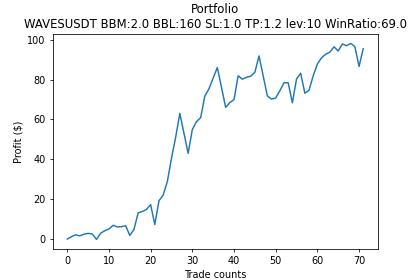 Portfolio
WAVESUSDT BBM:2.0 BBL:160 SL:1.0 TP:1.2 lev:10 WinRatio:69.0
100
80
60
40
20
0
Profit ($)
0 10 20 30 40 50 60 70
Trade counts